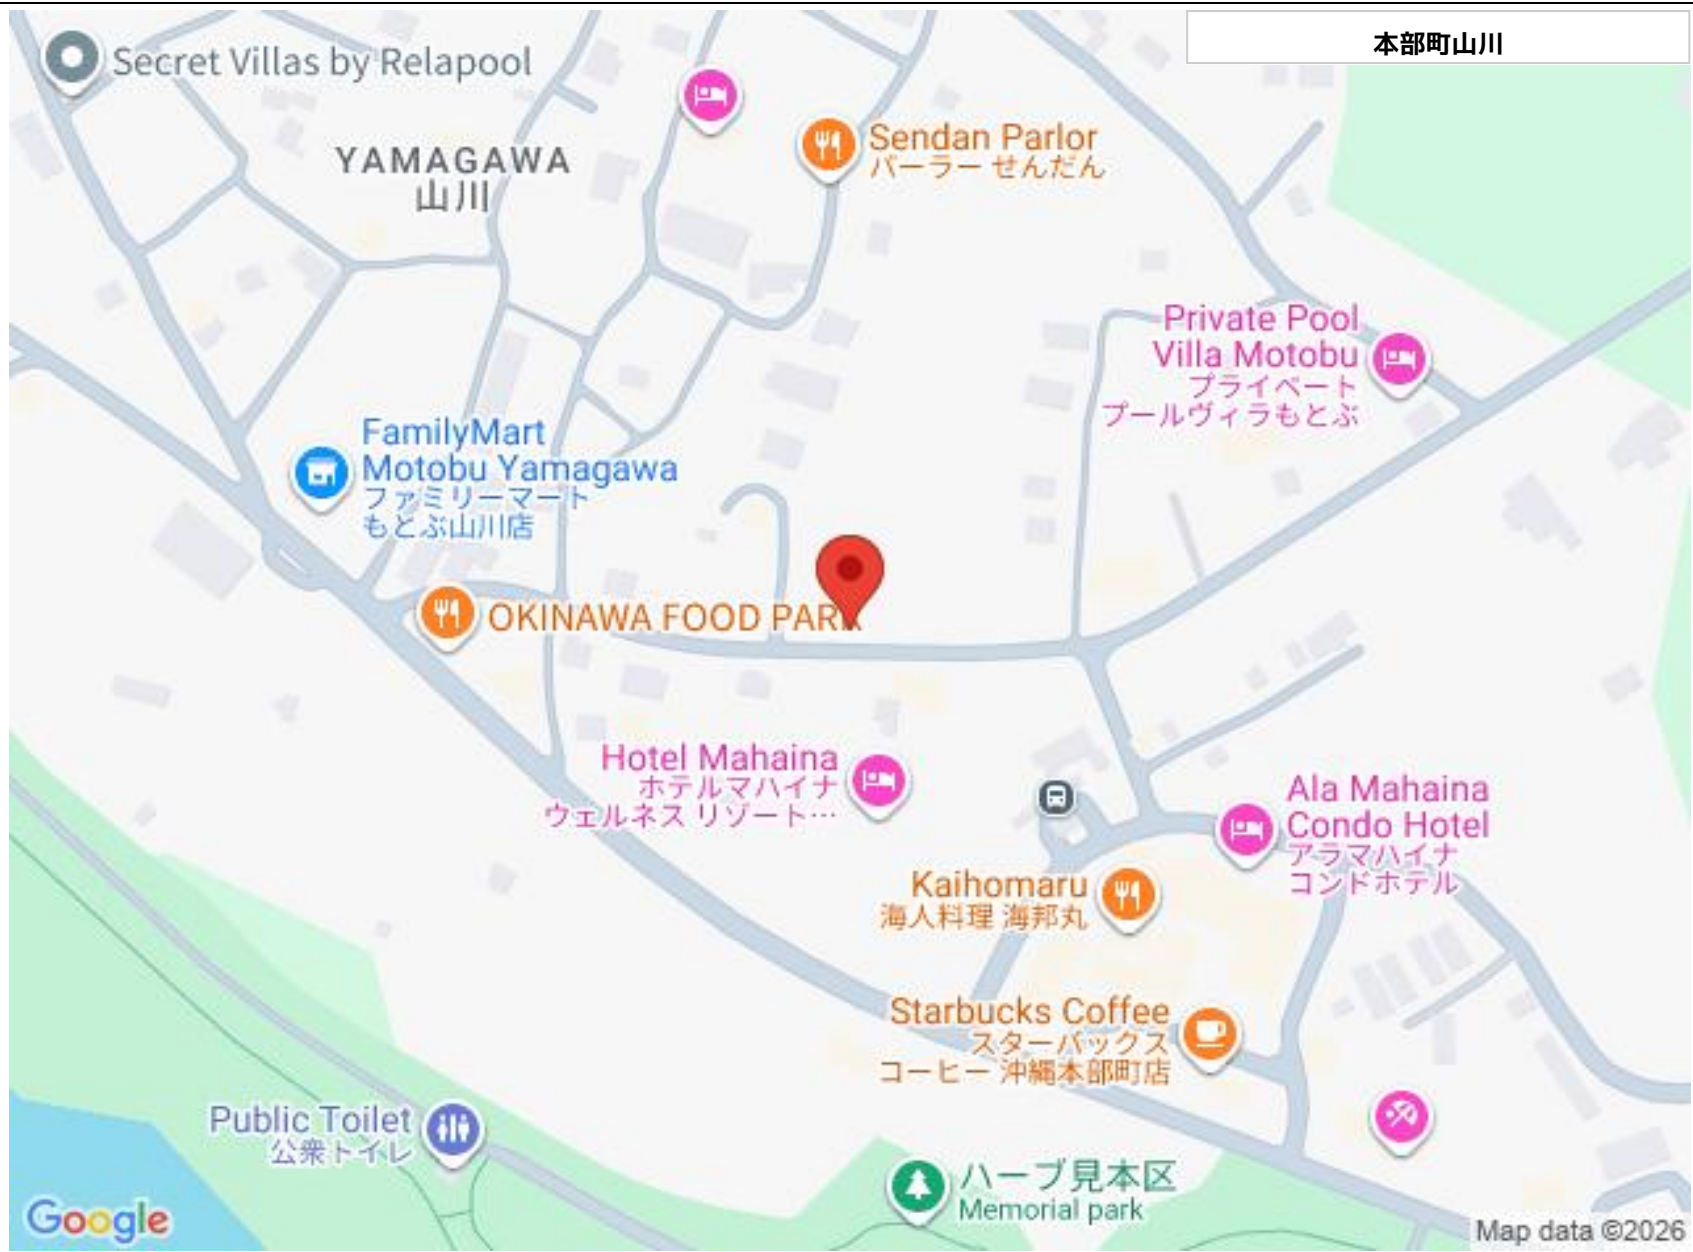 本部町山川
Secret Villas by Relapool
YAMAGAWA
山川
Sendan Parlor
パーラー せんだん
Private Pool
Villa Motobu
プライベート
プールヴィラもとぶ
FamilyMart
Motobu Yamagawa
ファミリーマート
もとぶ山川店
OKINAWA FOOD PARK
Hotel Mahaina
ホテルマハイナ
ウェルネス リゾート…
Ala Mahaina
Condo Hotel
アラマハイナ
コンドホテル
Kaihomaru
海人料理 海邦丸
Starbucks Coffee
スターバックス
コーヒー 沖縄本部町店
Public Toilet
公衆トイレ
ハーブ見本区
Memorial park
Google
Map data ©2026